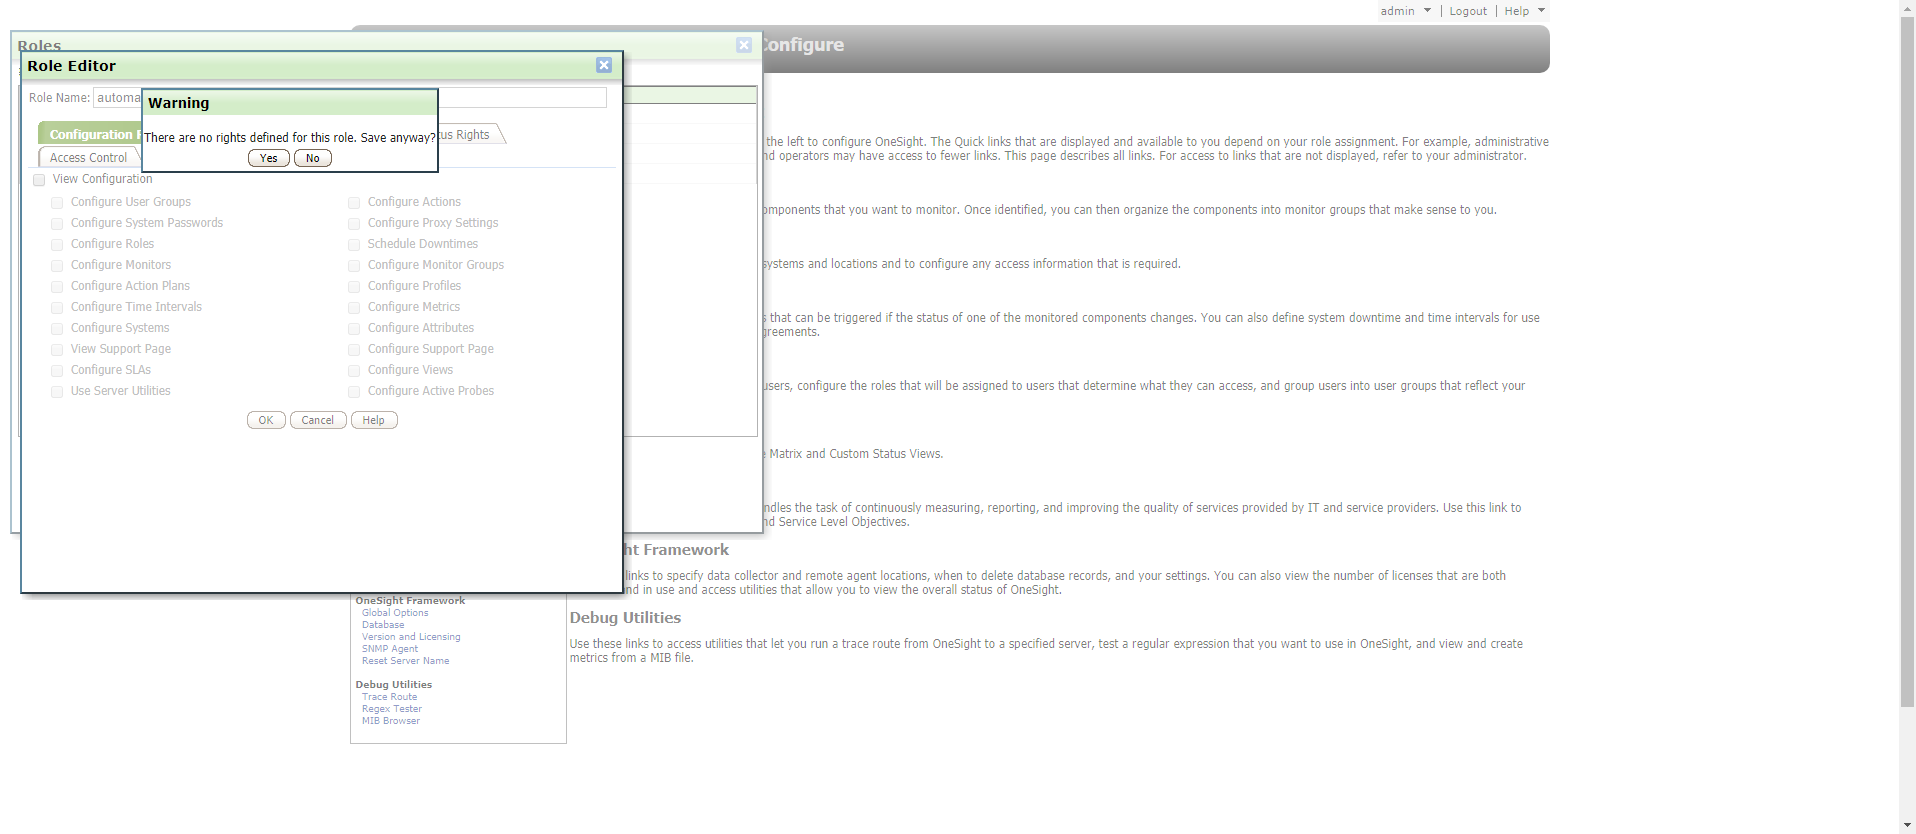 admin | Logout | Help
Configure
Roles
Role Editor
Role Name: automa
Warning
There are no rights defined for this role. Save anyway?
Yes No
Configuration
Rights
Access Control
View Configuration
Configure User Groups Configure Actions
Configure System Passwords Configure Proxy Settings
Configure Roles Schedule Downtimes
Configure Monitors Configure Monitor Groups
Configure Action Plans Configure Profiles
Configure Time Intervals Configure Metrics
Configure Systems Configure Attributes
View Support Page Configure Support Page
Configure SLAs Configure Views
Use Server Utilities Configure Active Probes
OK Cancel Help
the left to configure OneSight. The Quick links that are displayed and available to you depend on your role assignment. For example, administrative
nd operators may have access to fewer links. This page describes all links. For access to links that are not displayed, refer to your administrator.
omponents that you want to monitor. Once identified, you can then organize the components into monitor groups that make sense to you.
systems and locations and to configure any access information that is required.
s that can be triggered if the status of one of the monitored components changes. You can also define system downtime and time intervals for use
greements.
users, configure the roles that will be assigned to users that determine what they can access, and group users into user groups that reflect your
e Matrix and Custom Status Views.
ndles the task of continuously measuring, reporting, and improving the quality of services provided by IT and service providers. Use this link to
nd Service Level Objectives.
ht Framework
links to specify data collector and remote agent locations, when to delete database records, and your settings. You can also view the number of licenses that are both
nd in use and access utilities that allow you to view the overall status of OneSight.
Debug Utilities
Use these links to access utilities that let you run a trace route from OneSight to a specified server, test a regular expression that you want to use in OneSight, and view and create
metrics from a MIB file.
OneSight Framework
Global Options
Database
Version and Licensing
SNMP Agent
Reset Server Name
Debug Utilities
Trace Route
Regex Tester
MIB Browser